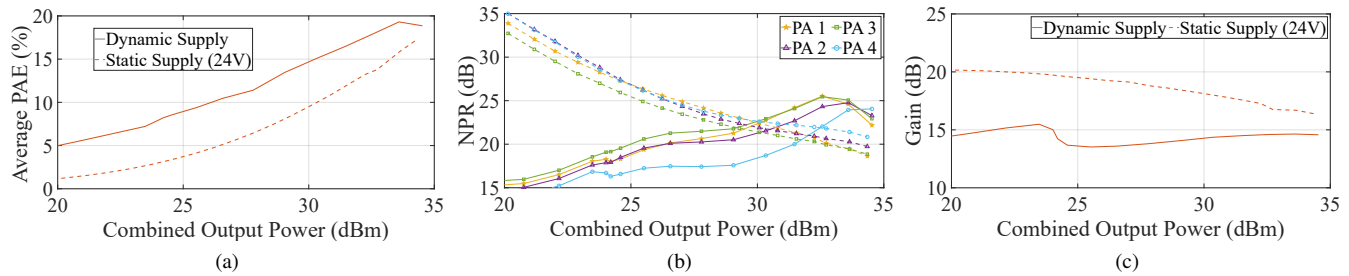 20
15
10
5
0
Average PAE (%)
Dynamic Supply
Static Supply (24V)
20 25 30 35
Combined Output Power (dBm)
(a)
35
30
25
20
15
NPR (dB)
PA 1 PA 3
PA 2 PA 4
20 25 30 35
Combined Output Power (dBm)
(b)
25
20
15
10
Gain (dB)
Dynamic Supply Static Supply (24V)
20 25 30 35
Combined Output Power (dBm)
(c)